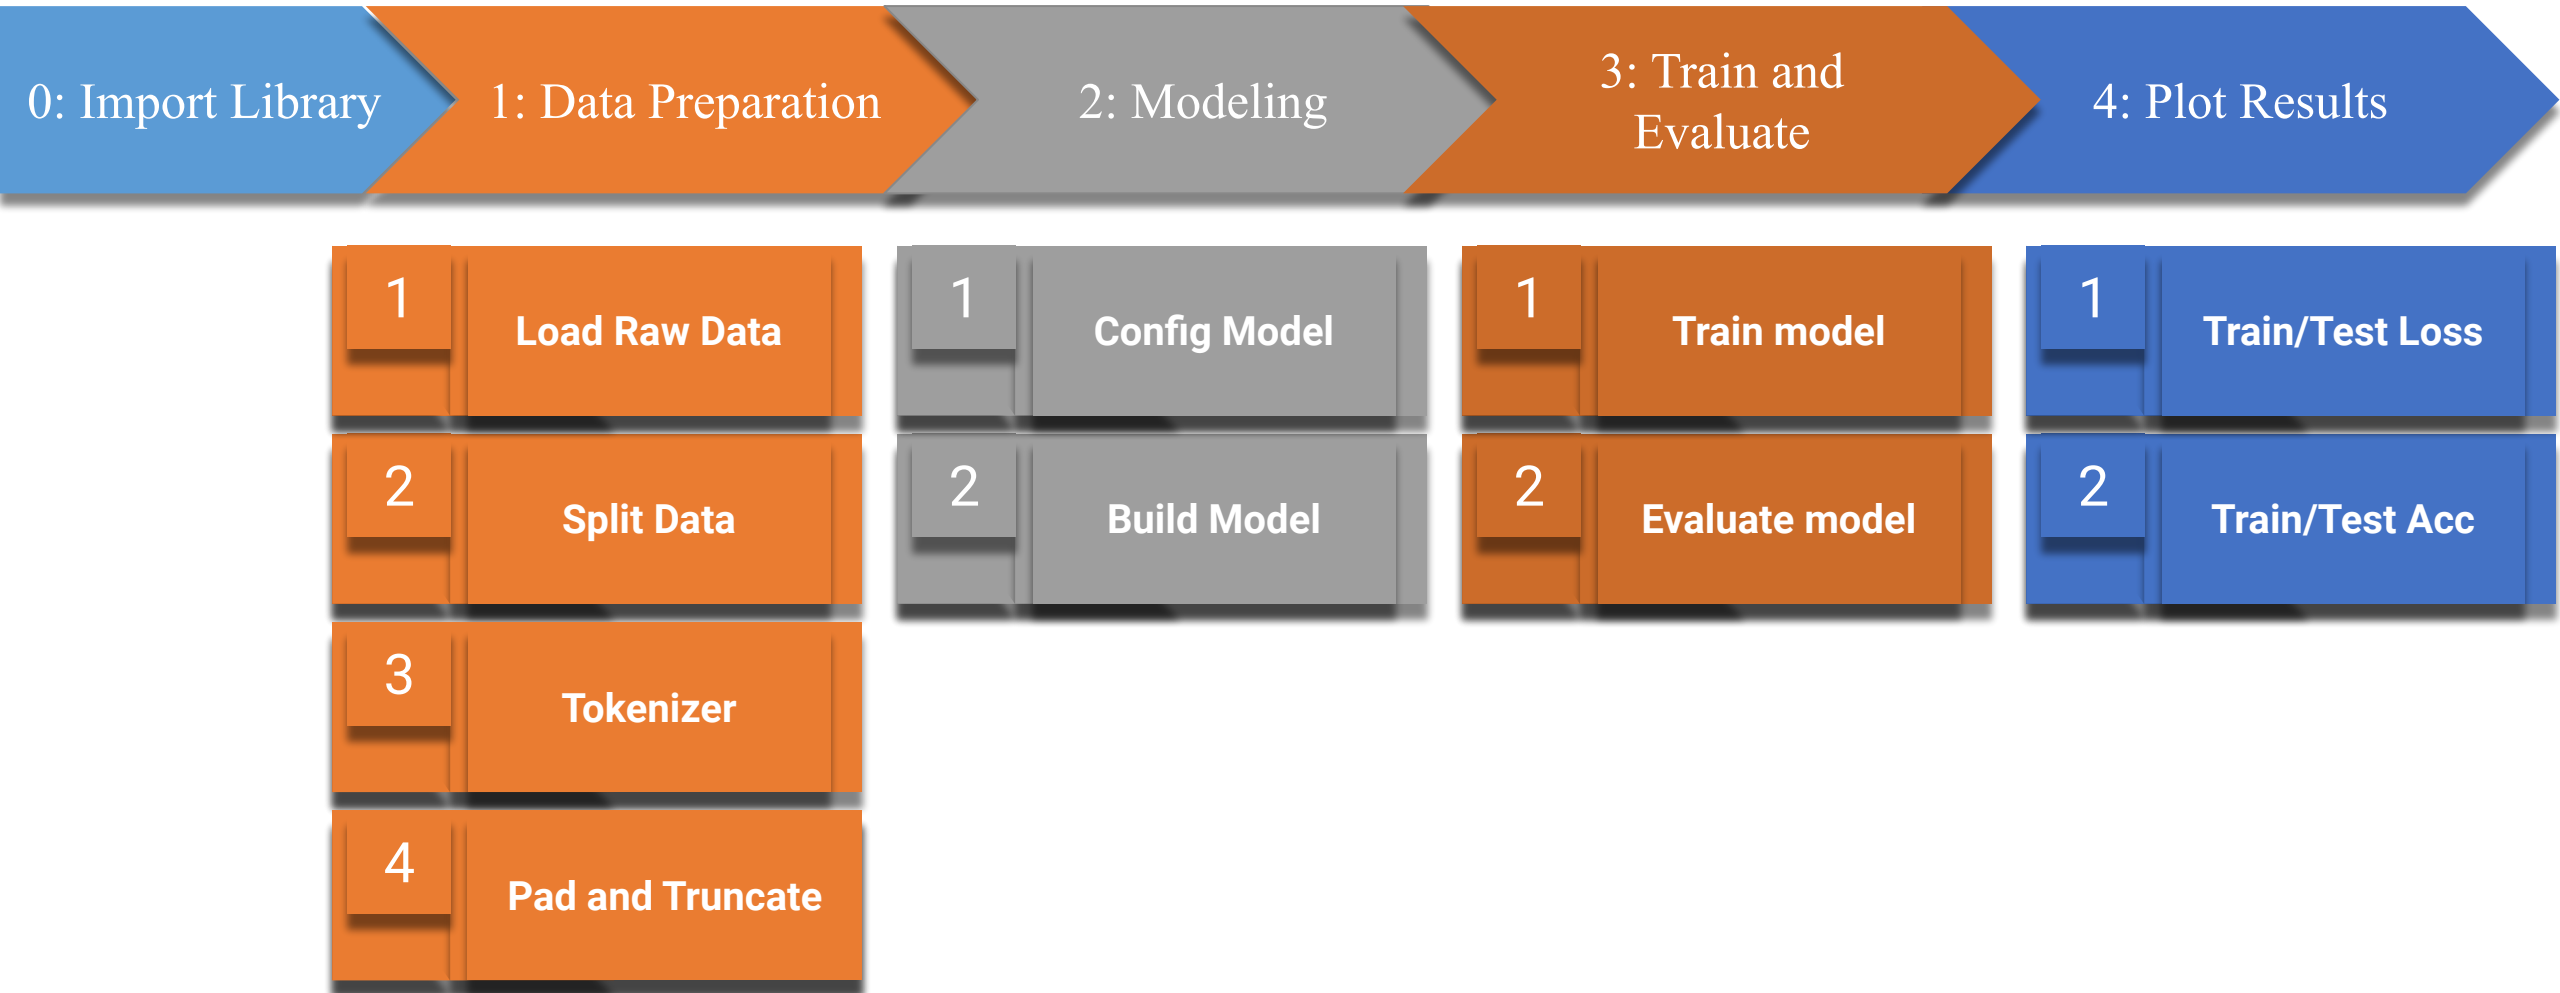 0: Import Library
1: Data Preparation
2: Modeling
3: Train and
Evaluate
4: Plot Results
1
Load Raw Data
2
Split Data
3
Tokenizer
4
Pad and Truncate
1
Config Model
2
Build Model
1
Train model
2
Evaluate model
1
Train/Test Loss
2
Train/Test Acc